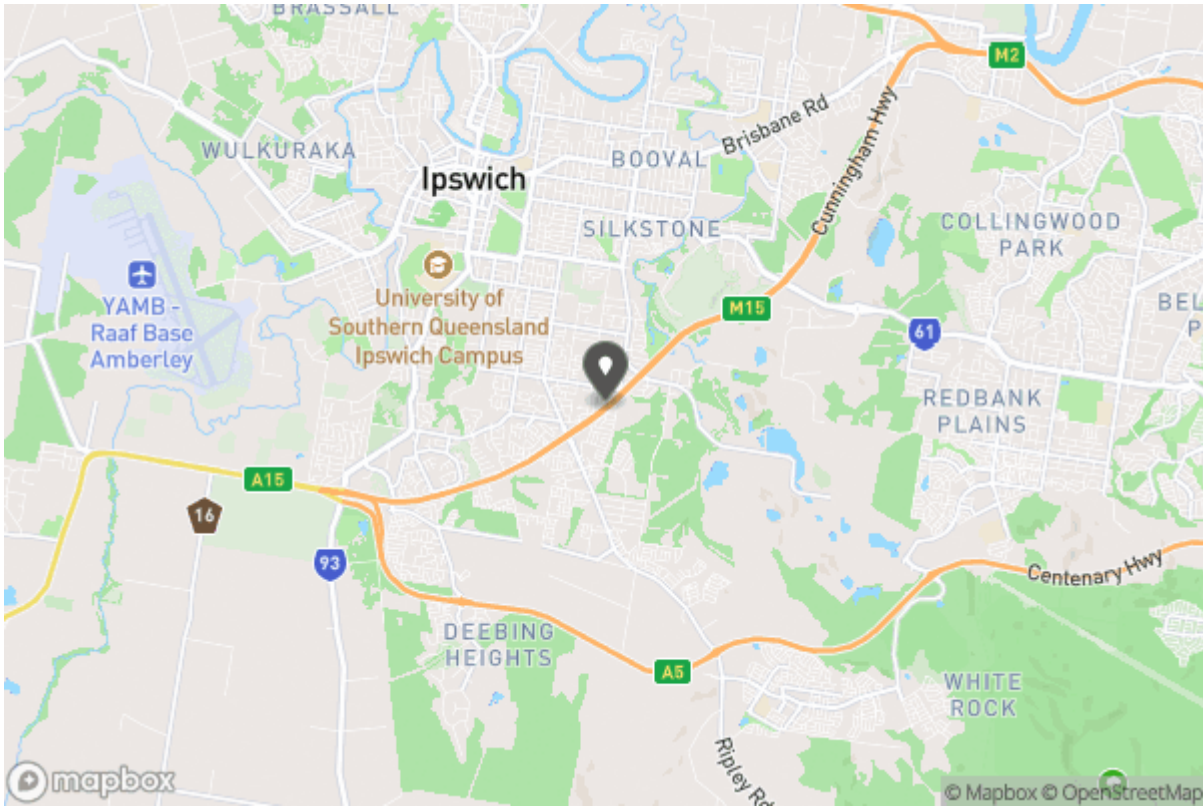 BRASSALL
M2
Brisbane Rd
WULKURAKA
BOOVAL
Ipswich
Cunningham Hwy
SILKSTONE
COLLINGWOOD
PARK
YAMB -
Raaf Base
Amberley
University of
Southern Queensland
Ipswich Campus
M15
BEL
P
61
REDBANK
PLAINS
A15
16
93
Centenary Hwy
DEEBING
HEIGHTS
A5
WHITE
ROCK
Ripley Rd
mapbox
© Mapbox © OpenStreetMap